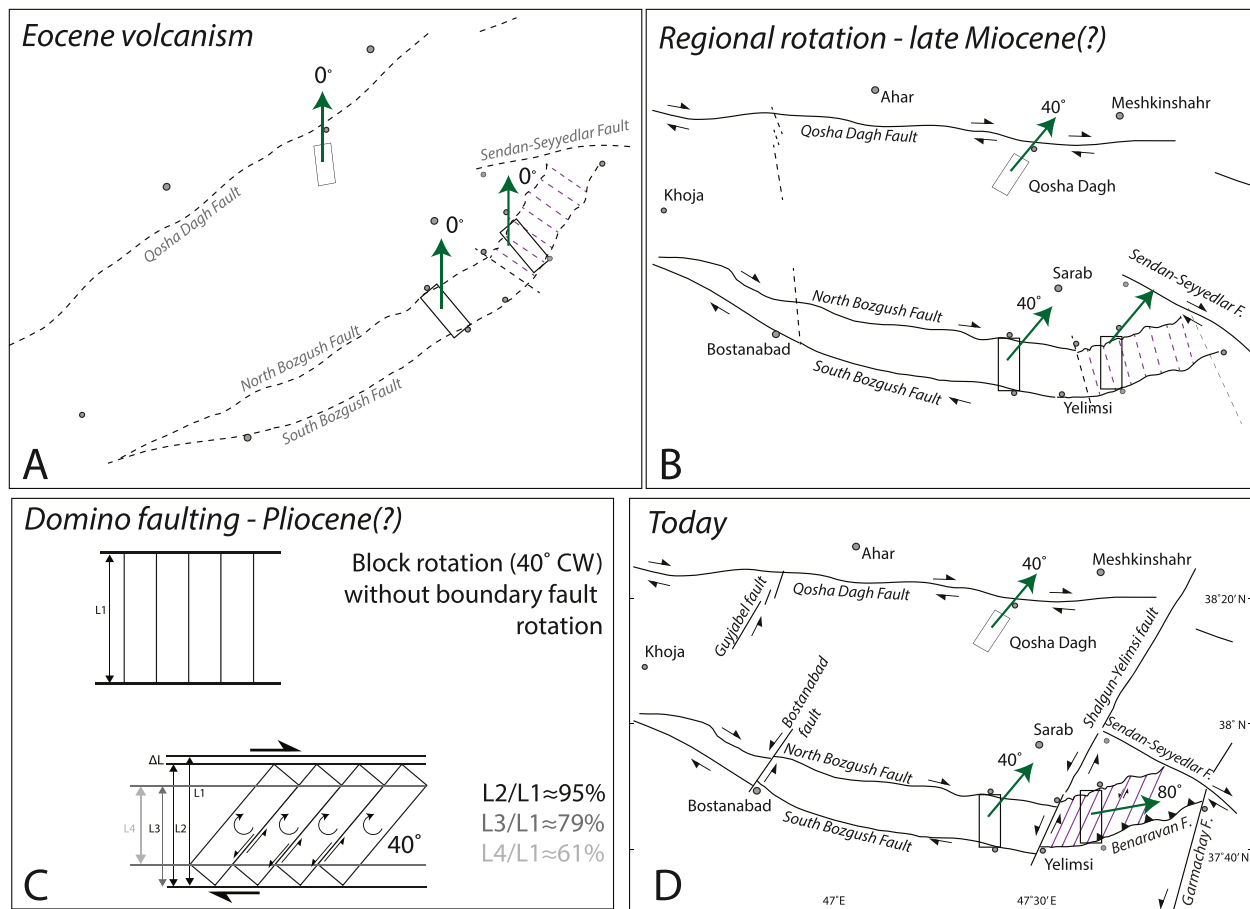 Eocene volcanism
0°
Sendan-Seyyedlar Fault
0°
0°
Qosha Dagh Fault
North Bozgush Fault
South Bozgush Fault
A
Regional rotation - late Miocene(?)
Ahar
40°
Meshkinshahr
Qosha Dagh Fault
Qosha Dagh
Khoja
Sarab
Sendan-Seyyedlar F.
40°
North Bozgush Fault
Bostanabad
South Bozgush Fault
Yelimsi
B
Domino faulting - Pliocene(?)
Block rotation (40° CW)
without boundary fault
rotation
L1
ΔL
L1
L4
L3
L2
40°
L2/L1≈95%
L3/L1≈79%
L4/L1≈61%
C
Today
Ahar
40°
Meshkinshahr
Qosha Dagh Fault
38°20' N
Guyjabel fault
Qosha Dagh
Khoja
Shalgun-Yelimsi fault
Bostanabad
fault
38° N
Sarab
Sendan-Seyyedlar F.
North Bozgush Fault
40°
80°
Bostanabad
South Bozgush Fault
Benaravan F.
Yelimsi
37°40' N
Garmachay F.
D
47°E
47°30' E